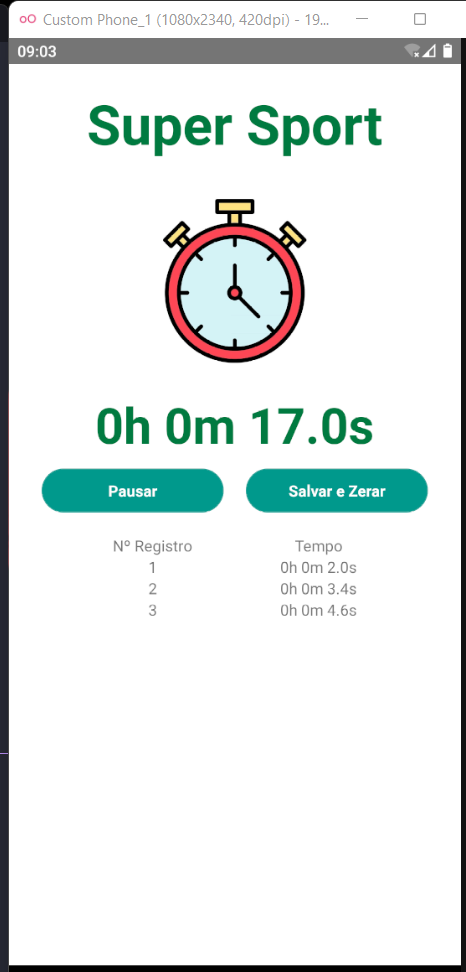 Custom Phone_1 (1080x2340, 420dpi) - 19...
09:03
Super Sport
0h 0m 17.0s
Pausar Salvar e Zerar
Nº Registro Tempo
1 0h 0m 2.0s
2 0h 0m 3.4s
3 0h 0m 4.6s